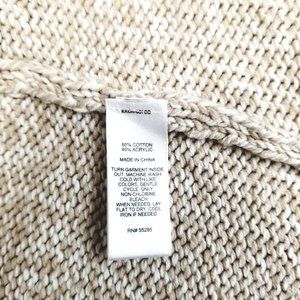 60% COTTON
40% ACRYLIC
MADE IN CHINA
TURN GARMENT INSIDE
OUT. MACHINE WASH
COLD WITH LIKE
COLORS. GENTLE
CYCLE. ONLY
NON-CHLORINE
BLEACH
WHEN NEEDED. LAY
FLAT TO DRY. COOL
IRON IF NEEDED
RN# 55285